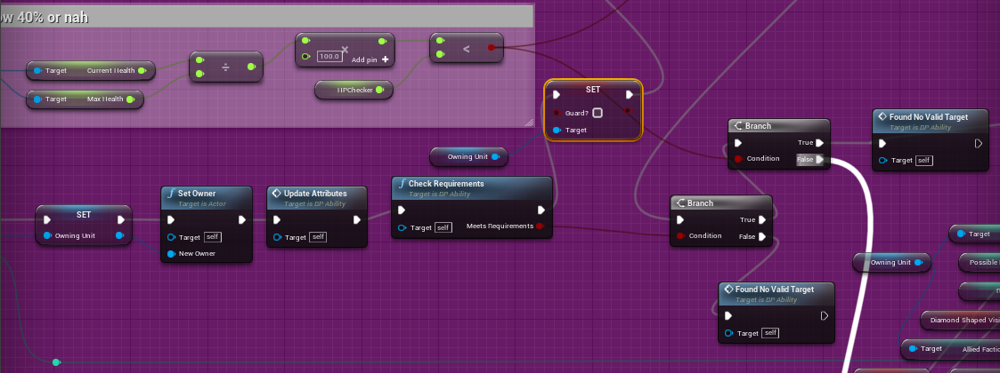 ow 40% or nah
100.0
Add pin
<
÷
×
Target Current Health
Target Max Health
HPChecker
SET
Guard?
Target
Owning Unit
Branch
True
Condition False
Found No Valid Target
Target is BP Ability
Target self
SET
Owning Unit
Set Owner
Target is Actor
Target self
New Owner
Update Attributes
Target is BP Ability
Target self
Check Requirements
Target is BP Ability
Target self
Meets Requirements
Branch
True
Condition False
Found No Valid Target
Target is BP Ability
Target self
Target
Owning Unit
Possible
Diamond Shaped Visi
Target Allied Factic